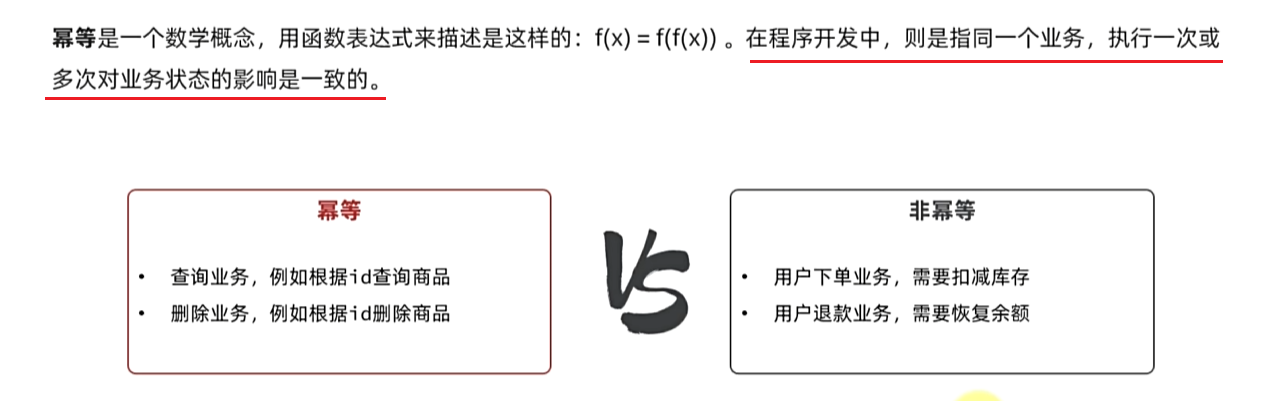 幂等是一个数学概念，用函数表达式来描述是这样的：f(x) = f(f(x)) 。在程序开发中，则是指同一个业务，执行一次或
多次对业务状态的影响是一致的。
幂等
• 查询业务，例如根据id查询商品
• 删除业务，例如根据id删除商品
VS
非幂等
• 用户下单业务，需要扣减库存
• 用户退款业务，需要恢复余额